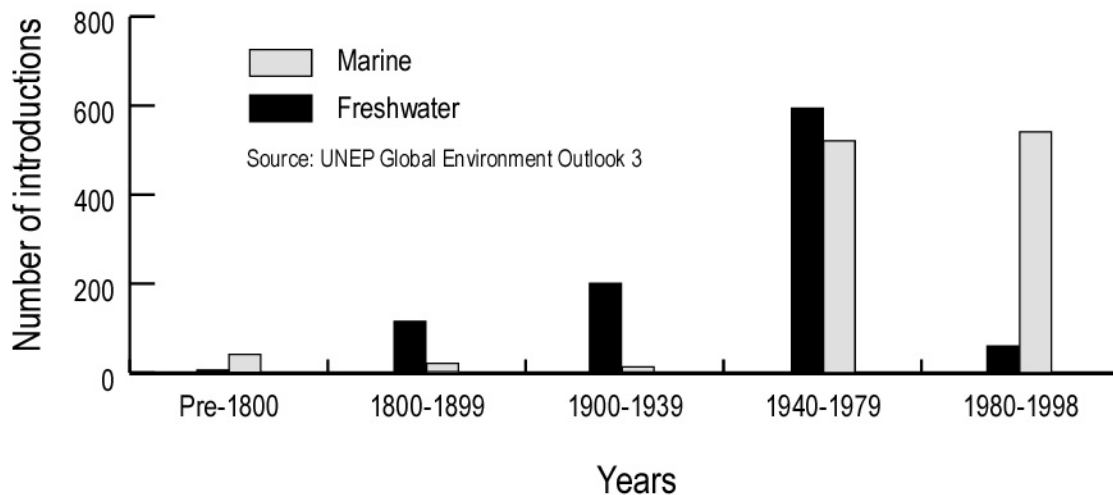 800
600
400
200
0
Number of introductions
Marine
Freshwater
Source: UNEP Global Environment Outlook 3
Pre-1800 1800-1899 1900-1939 1940-1979 1980-1998
Years